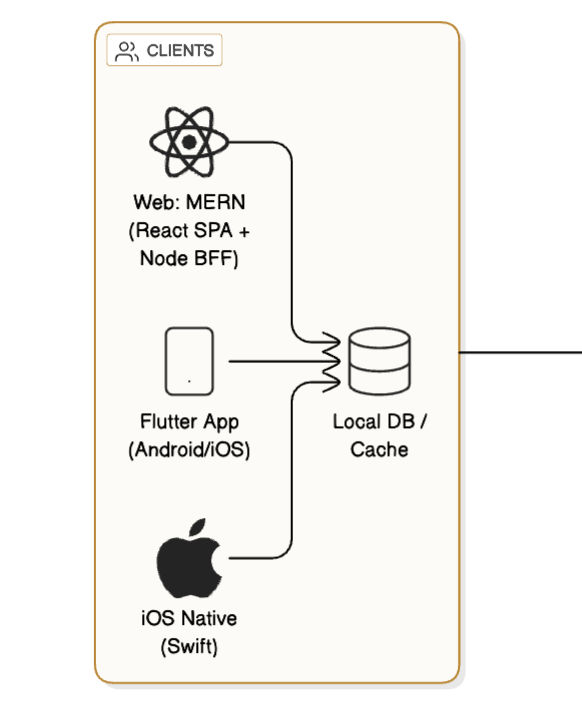 CLIENTS
Web: MERN
(React SPA +
Node BFF)
Flutter App
(Android/iOS)
Local DB /
Cache
iOS Native
(Swift)